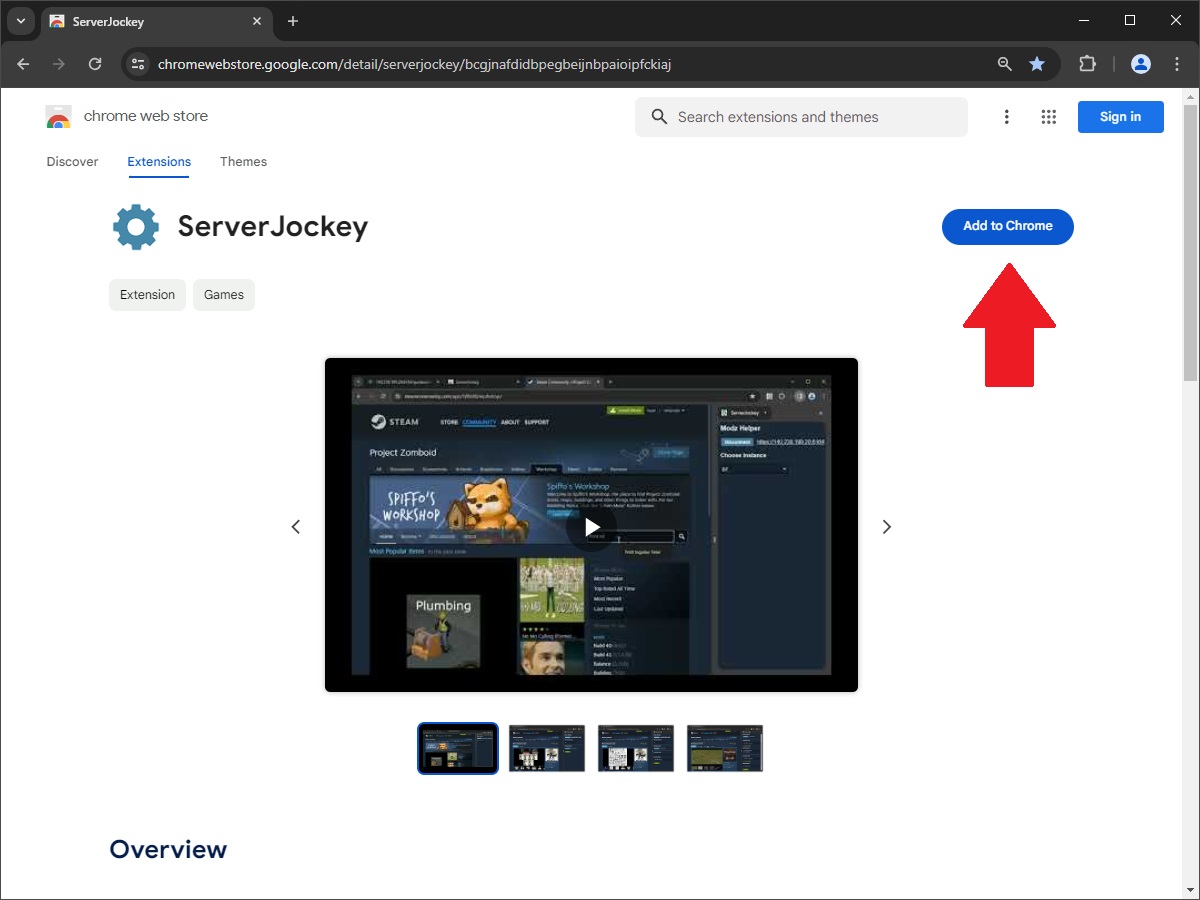 ServerJockey
chromewebstore.google.com/detail/serverjockey/bcgjnafdidbpegbeijnbpaioipfckiaj
chrome web store
Search extensions and themes
Sign in
Discover Extensions Themes
ServerJockey
Add to Chrome
Extension Games
STEAM
STORE COMMUNITY ABOUT SUPPORT
ServerJockey
Modz Helper
Disconnect
Choose Instance
Project Zomboid
Workshop
SPIFFO'S
WORKSHOP
Spiffo's Workshop
Most Popular Items
Plumbing
Most Popular
Top Rated All Time
Most Recent
Last Updated
Overview